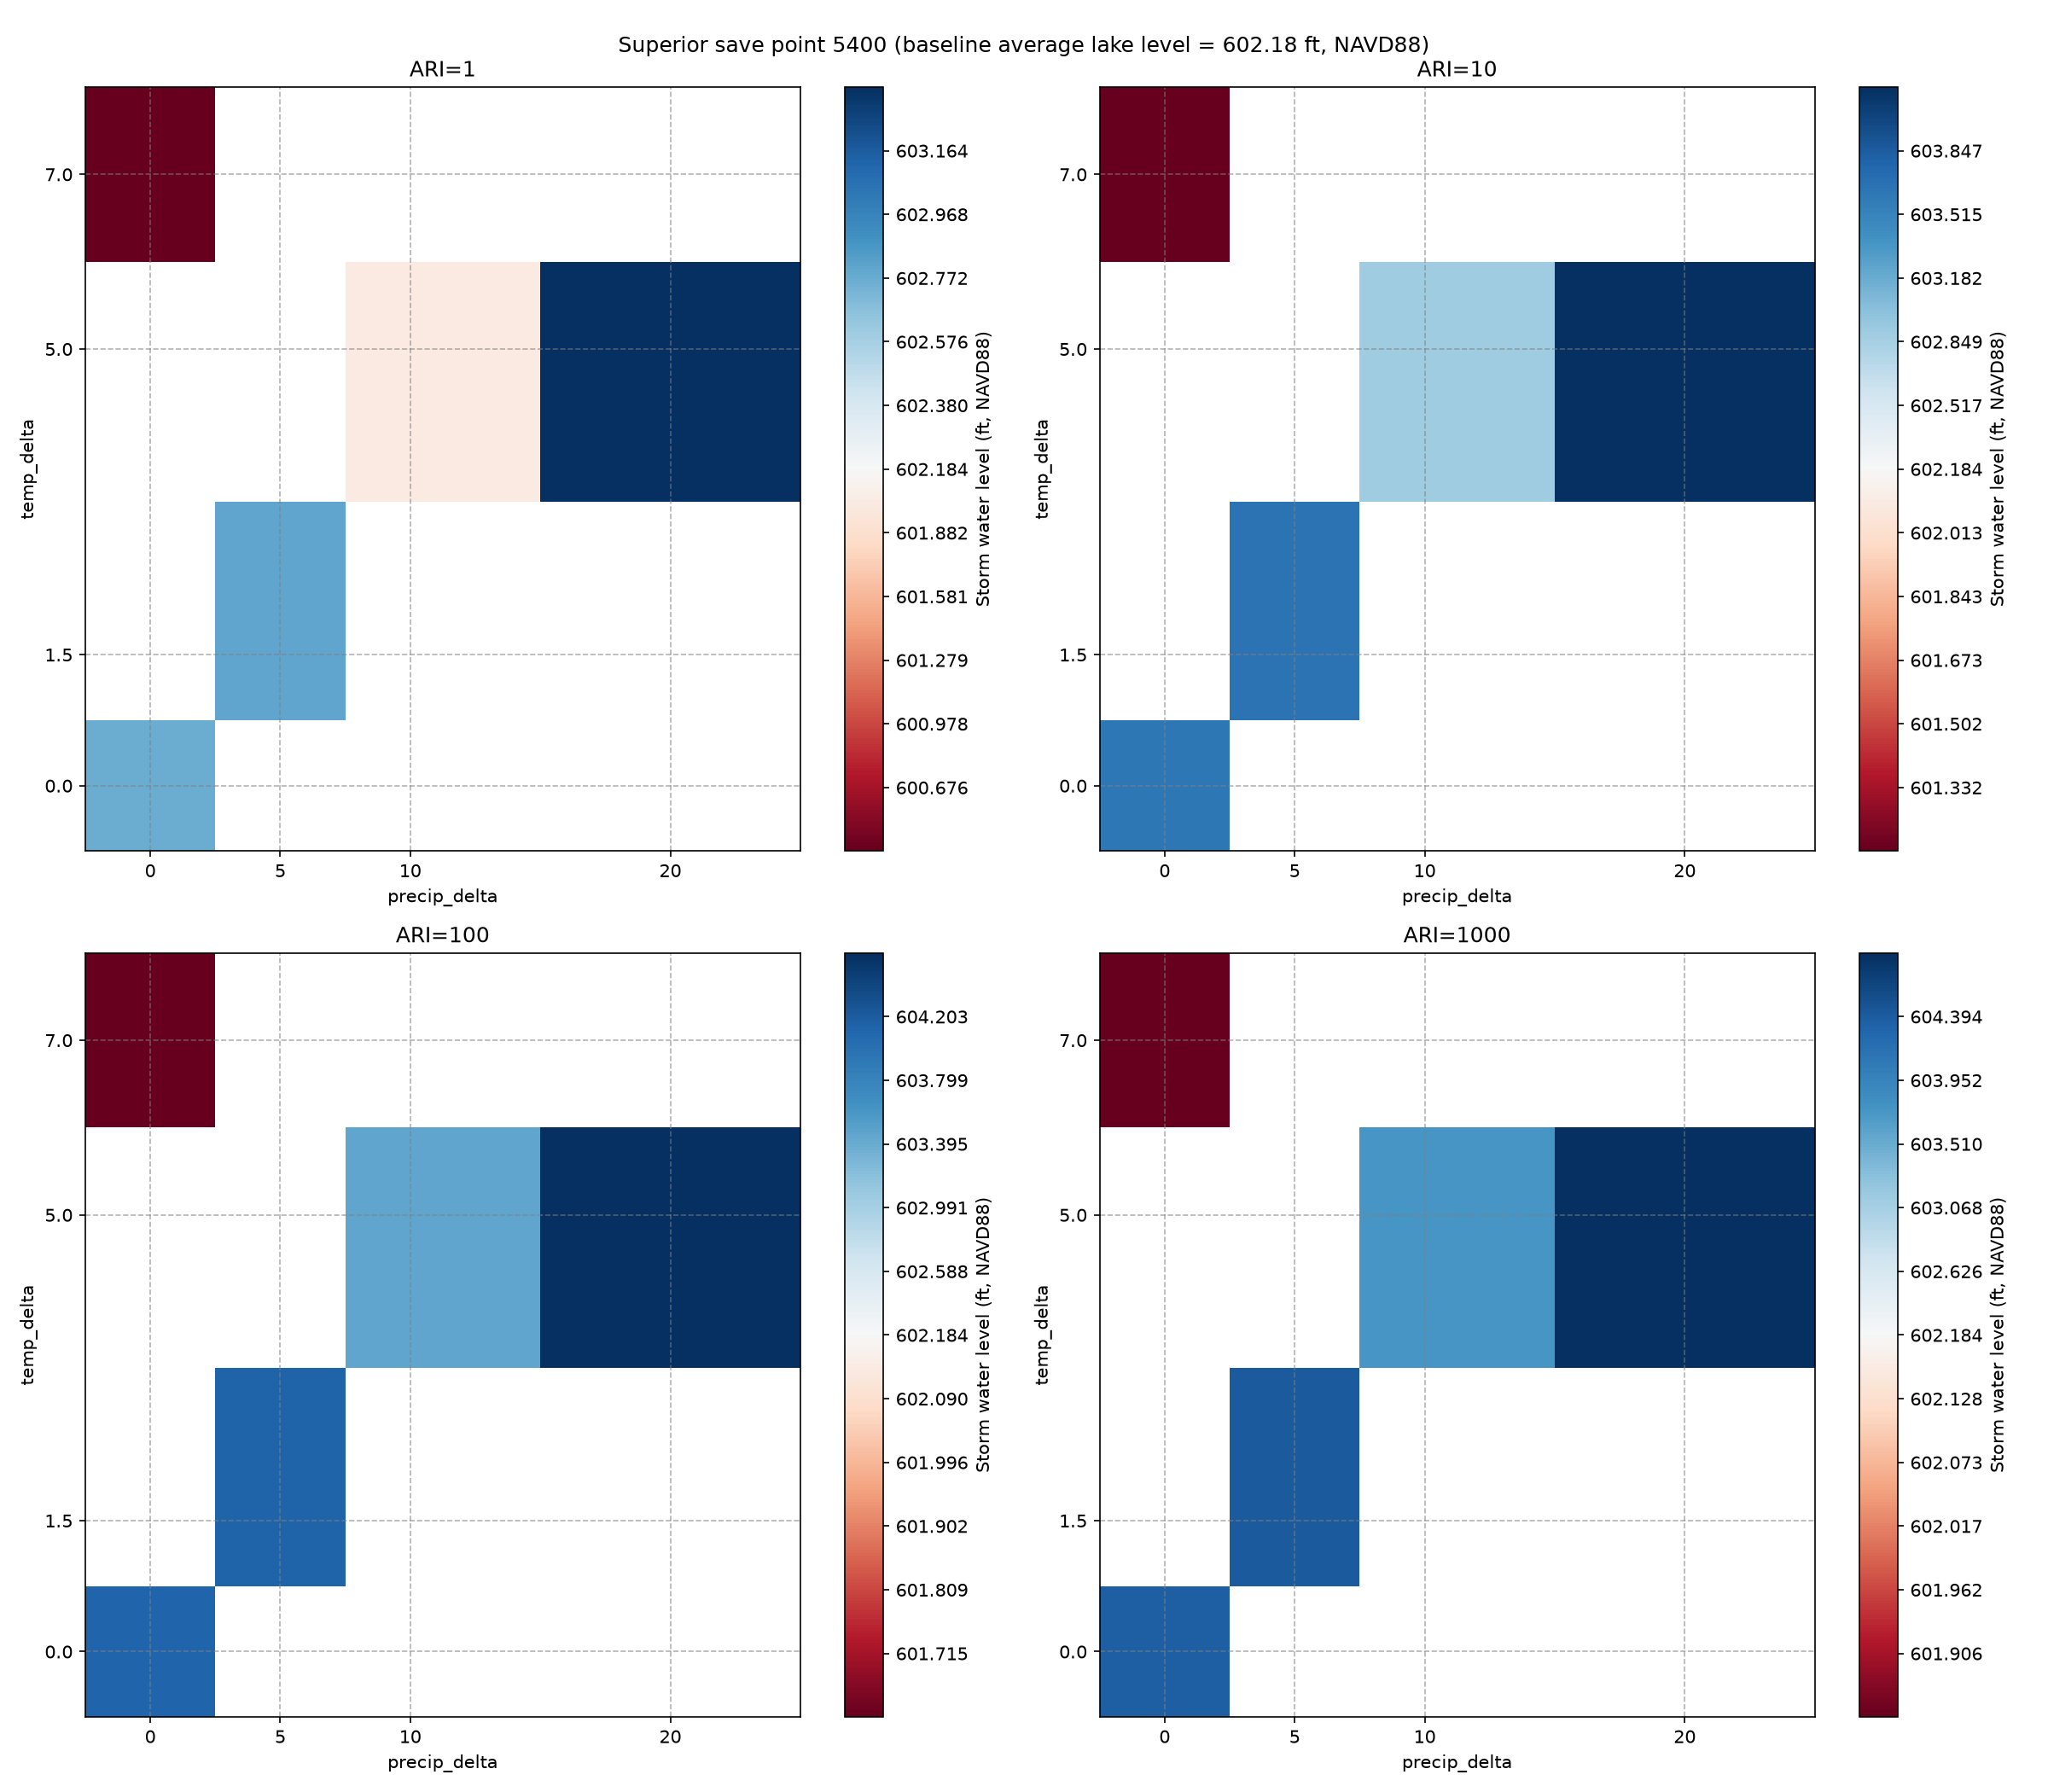 Superior save point 5400 (baseline average lake level = 602.18 ft, NAVD88)
ARI=1
7.0
5.0
1.5
0.0
temp_delta
0 5 10 20
precip_delta
603.164
602.968
602.772
602.576
602.380
602.184
601.882
601.581
601.279
600.978
600.676
Storm water level (ft, NAVD88)
ARI=10
7.0
5.0
1.5
0.0
temp_delta
0 5 10 20
precip_delta
603.847
603.515
603.182
602.849
602.517
602.184
602.013
601.843
601.673
601.502
601.332
Storm water level (ft, NAVD88)
ARI=100
7.0
5.0
1.5
0.0
temp_delta
0 5 10 20
precip_delta
604.203
603.799
603.395
602.991
602.588
602.184
602.090
601.996
601.902
601.809
601.715
Storm water level (ft, NAVD88)
ARI=1000
7.0
5.0
1.5
0.0
temp_delta
0 5 10 20
precip_delta
604.394
603.952
603.510
603.068
602.626
602.184
602.128
602.073
602.017
601.962
601.906
Storm water level (ft, NAVD88)